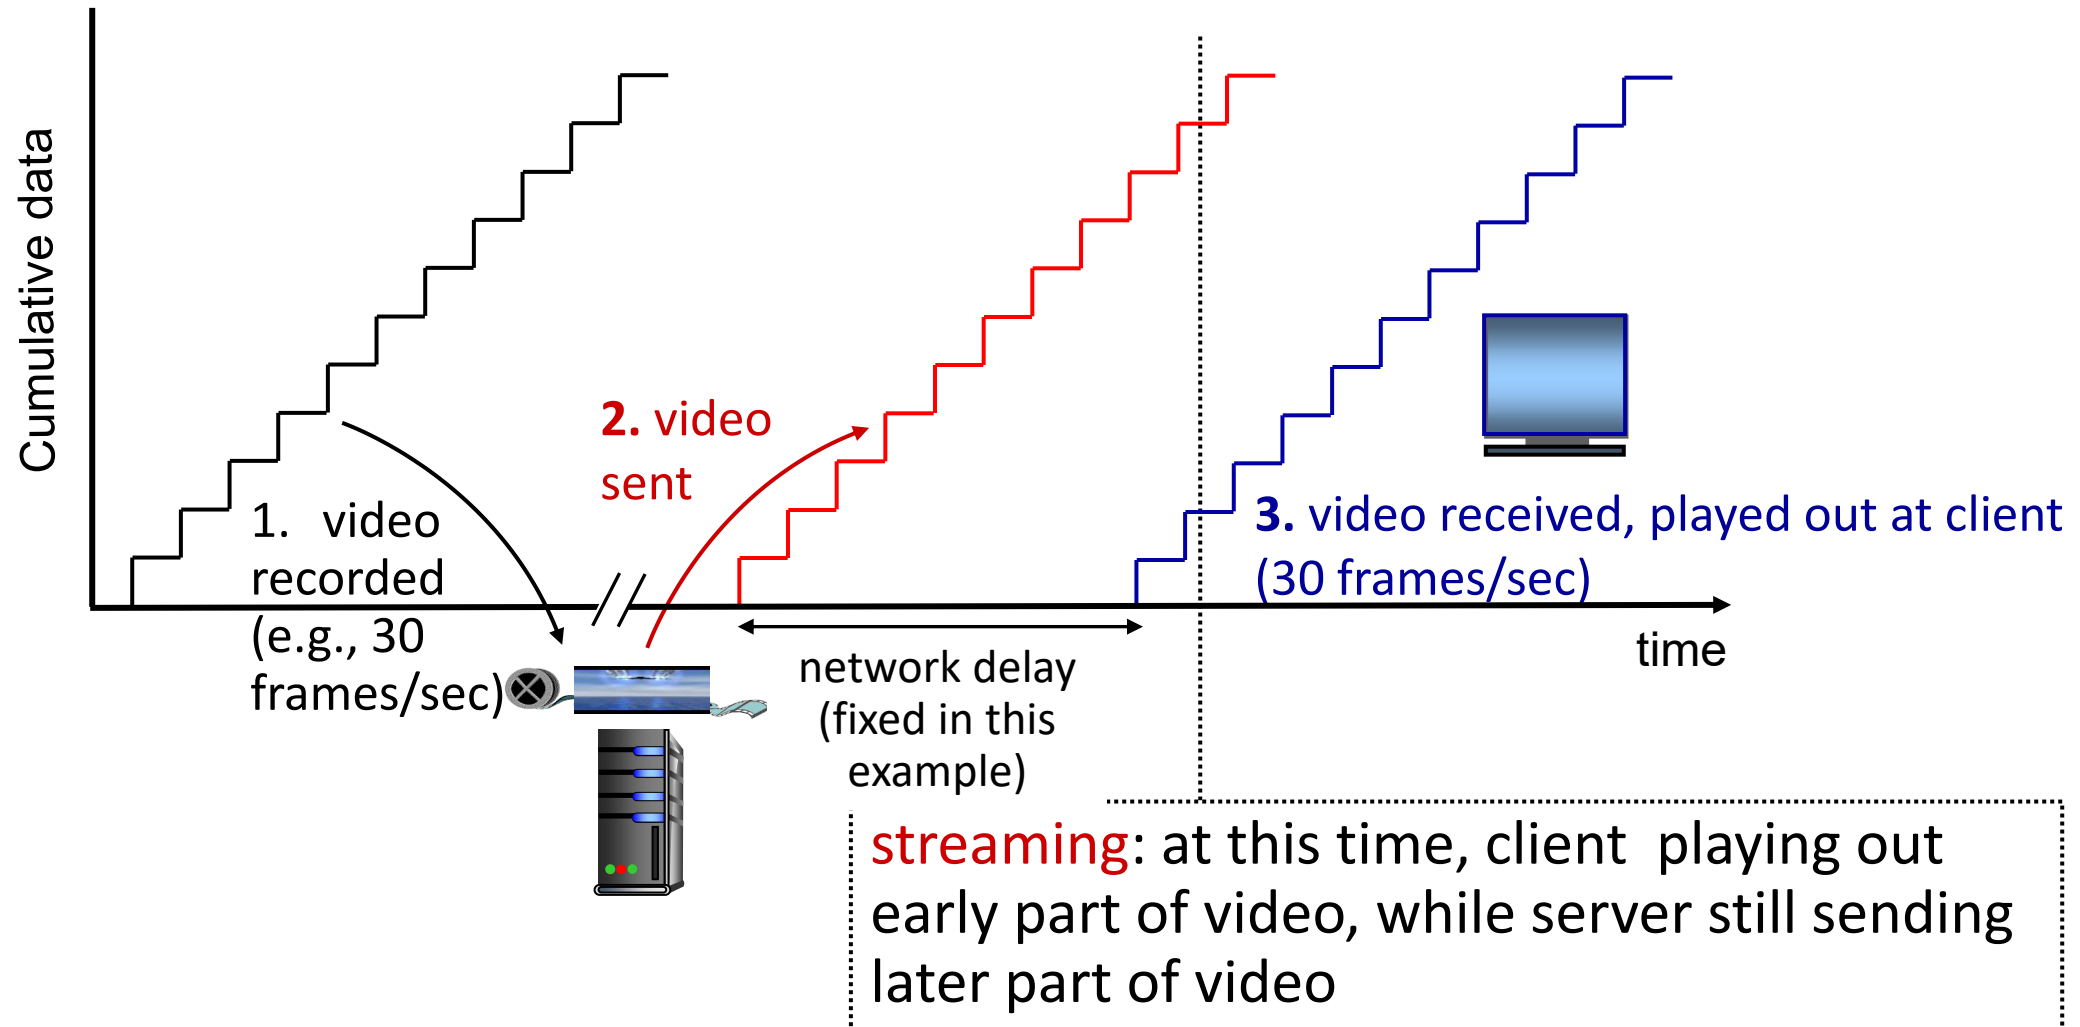 Cumulative data
1. video
recorded
(e.g., 30
frames/sec)
2. video
sent
3. video received, played out at client
(30 frames/sec)
time
network delay
(fixed in this
example)
streaming: at this time, client playing out
early part of video, while server still sending
later part of video